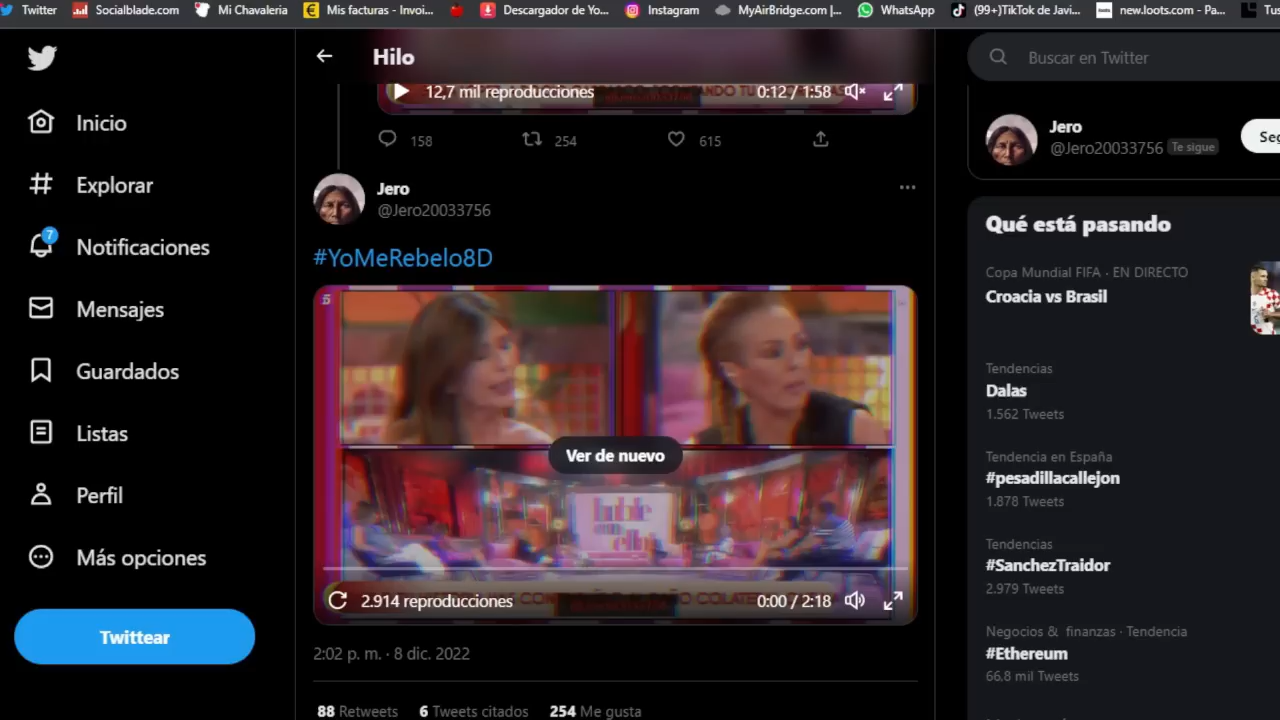 Twitter
Socialblade.com
Mi Chavaleria
Mis facturas - Invoi...
Descargador de Yo...
Instagram
MyAirBridge.com |...
WhatsApp
(99+)TikTok de Javi...
new.loots.com - Pa...
Tus
Hilo
Buscar en Twitter
12,7 mil reproducciones
0:12 / 1:58
158
254
615
Inicio
Explorar
7
Notificaciones
Mensajes
Guardados
Listas
Perfil
Más opciones
Twittear
Jero
@Jero20033756
#YoMeRebelo8D
Ver de nuevo
2.914 reproducciones
0:00 / 2:18
2:02 p. m. · 8 dic. 2022
88 Retweets
6 Tweets citados
254 Me gusta
Jero
@Jero20033756
Te sigue
Seg
Qué está pasando
Copa Mundial FIFA · EN DIRECTO
Croacia vs Brasil
Tendencias
Dalas
1.562 Tweets
Tendencia en España
#pesadillacallejon
1.878 Tweets
Tendencias
#SanchezTraidor
2.979 Tweets
Negocios & finanzas · Tendencia
#Ethereum
66,8 mil Tweets